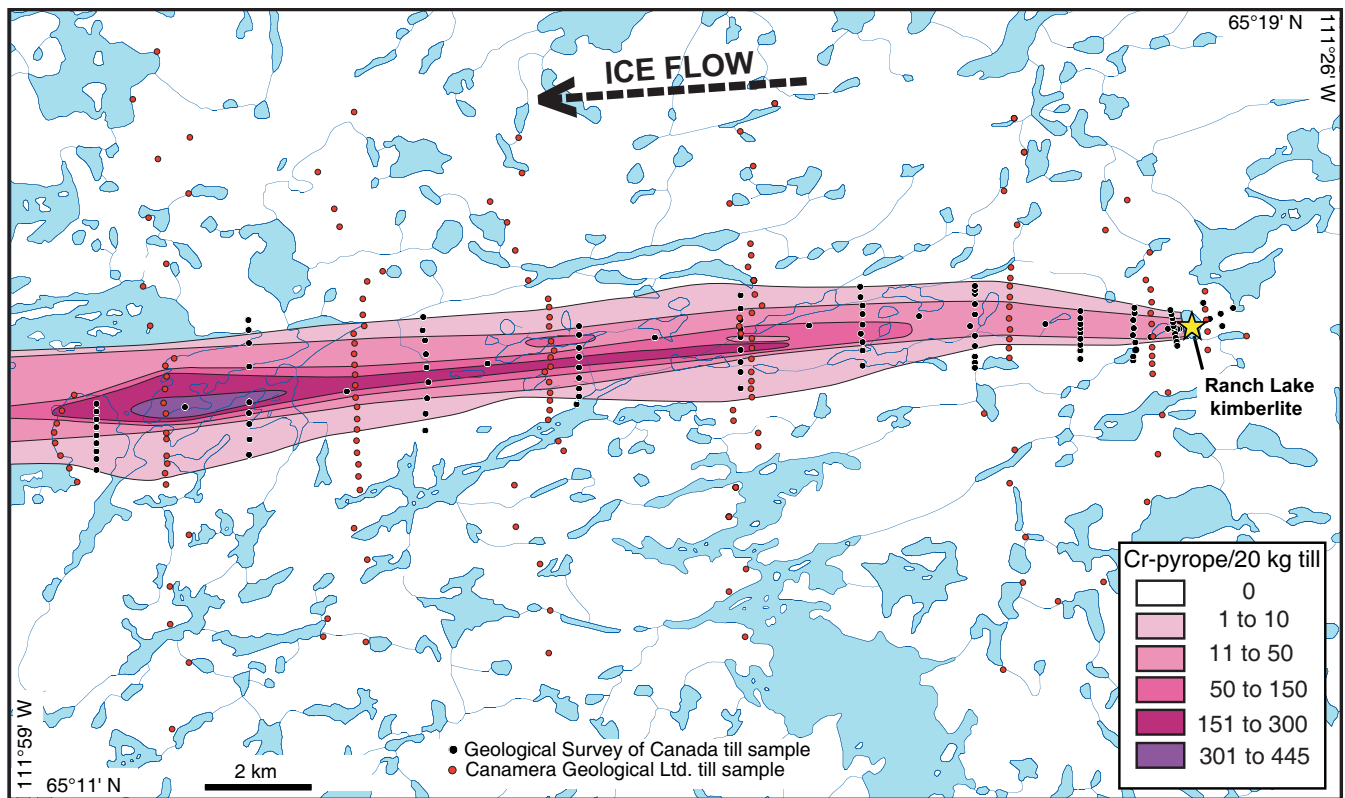 65°19' N
111°26' W
ICE FLOW
Ranch Lake
kimberlite
Cr-pyrope/20 kg till
0
1 to 10
11 to 50
50 to 150
151 to 300
301 to 445
111°59' W
65°11' N
2 km
Geological Survey of Canada till sample
Canamera Geological Ltd. till sample